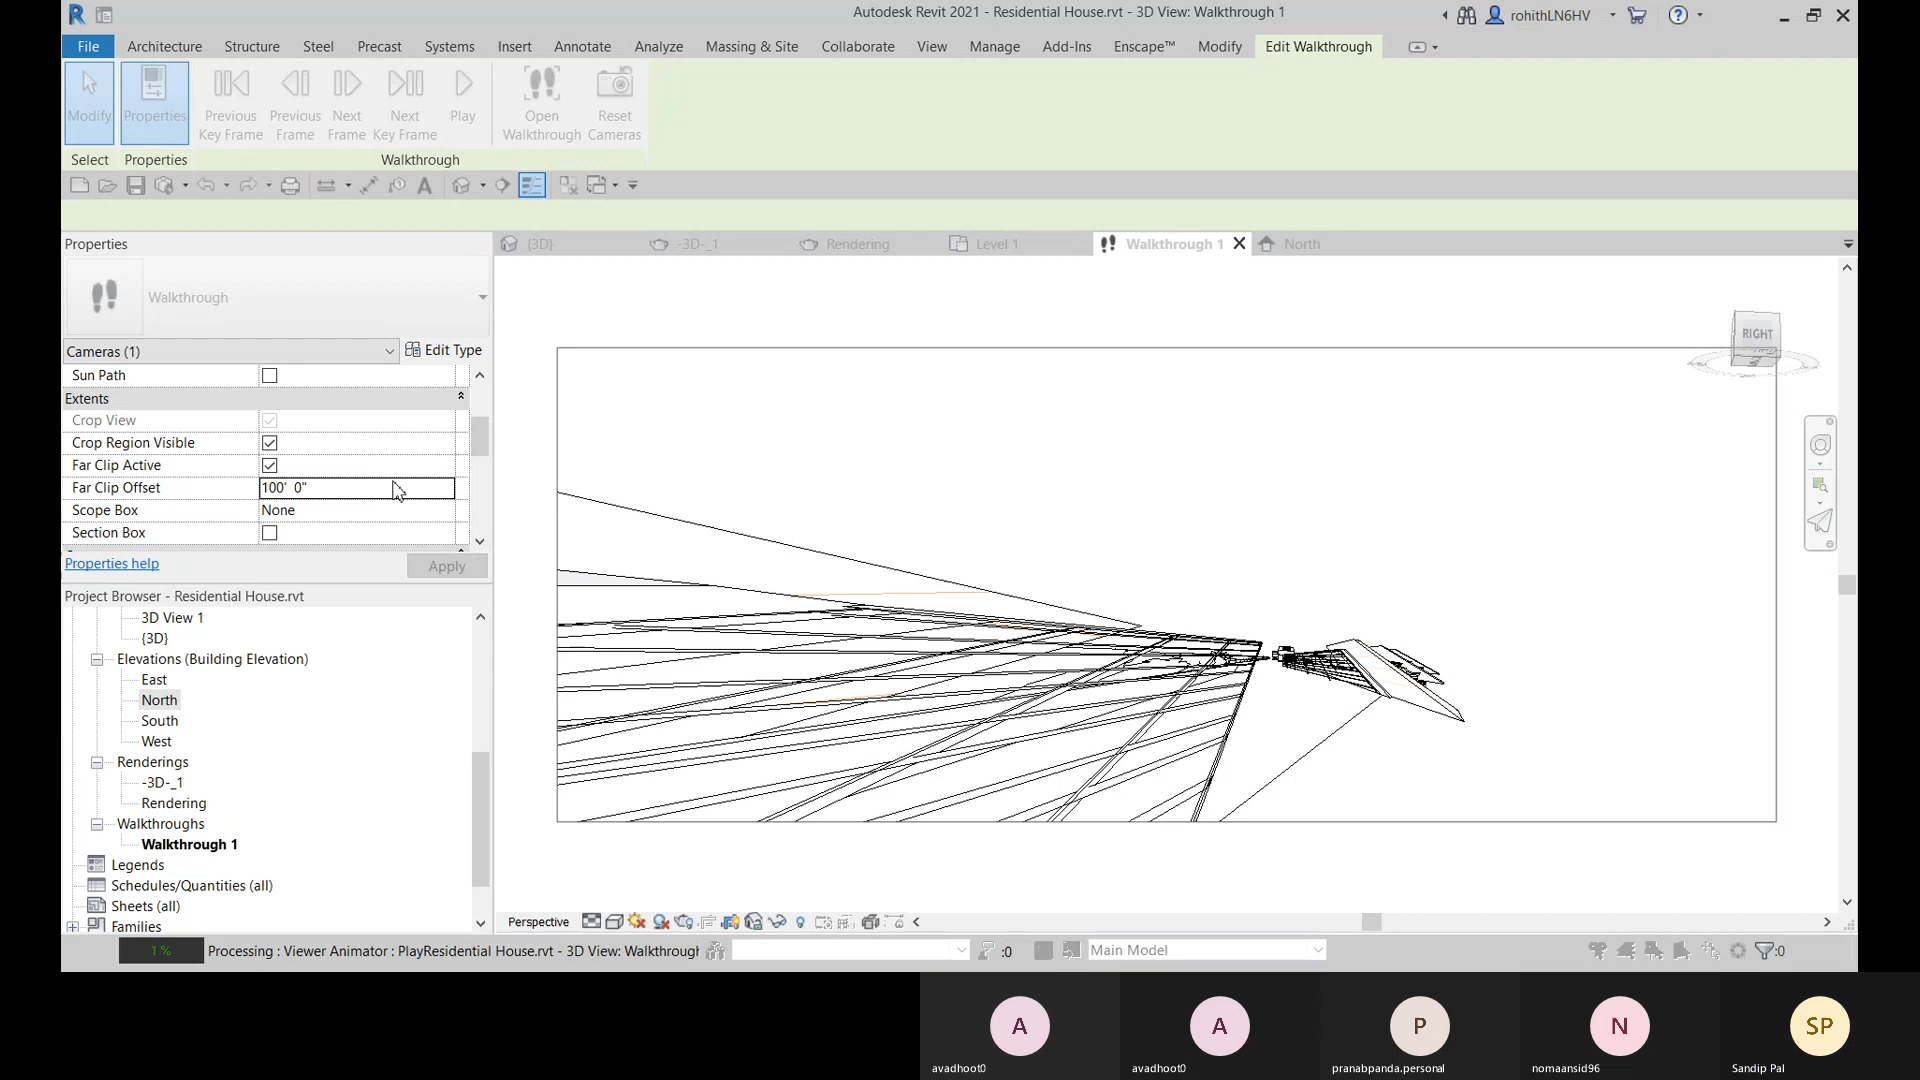 Autodesk Revit 2021 - Residential House.rvt - 3D View: Walkthrough 1
rohithLN6HV
File Architecture Structure Steel Precast Systems Insert Annotate Analyze Massing & Site Collaborate View Manage Add-Ins Enscape™ Modify Edit Walkthrough
Modify Properties Previous Key Frame Previous Frame Next Frame Next Key Frame Play Open Walkthrough Reset Cameras
Select Properties Walkthrough
Properties
{3D} -3D-_1 Rendering Level 1 Walkthrough 1 North
Walkthrough
Cameras (1) Edit Type
Sun Path
Extents
Crop View
Crop Region Visible
Far Clip Active
Far Clip Offset 100' 0"
Scope Box None
Section Box
Properties help Apply
RIGHT
Project Browser - Residential House.rvt
3D View 1
{3D}
Elevations (Building Elevation)
East
North
South
West
Renderings
-3D-_1
Rendering
Walkthroughs
Walkthrough 1
Legends
Schedules/Quantities (all)
Sheets (all)
Families
Perspective
1% Processing : Viewer Animator : PlayResidential House.rvt - 3D View: Walkthroug :0 Main Model :0
A A P N SP
avadhoot0 avadhoot0 pranabpanda.personal nomaansid96 Sandip Pal